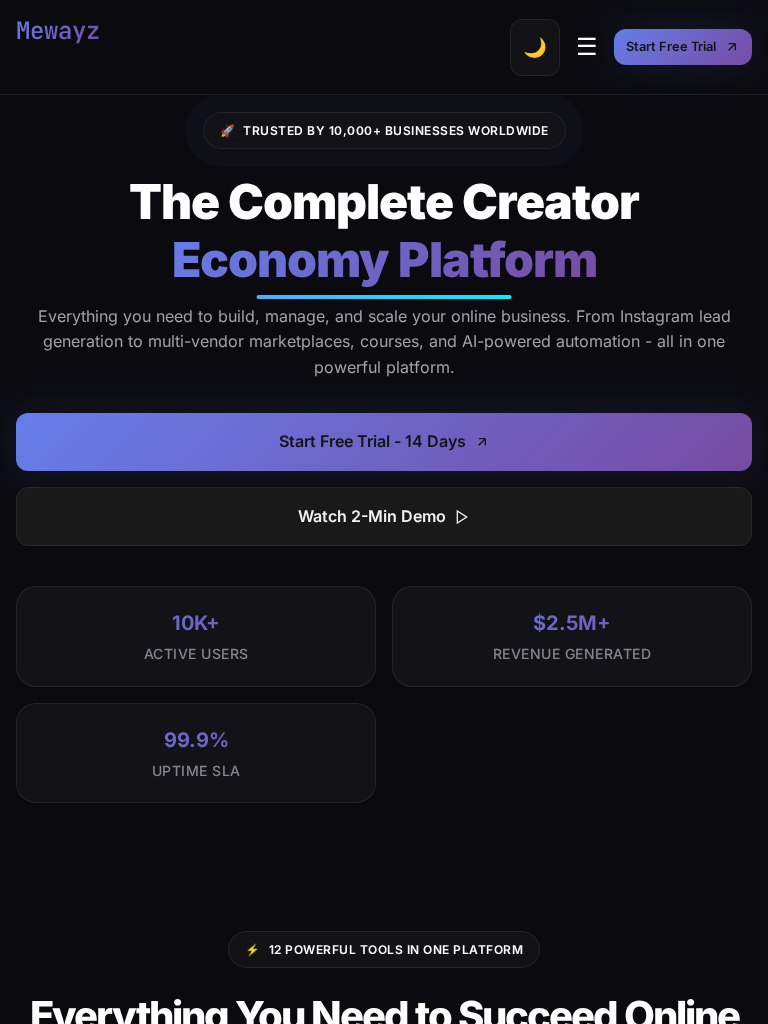 Mewayz
Start Free Trial
TRUSTED BY 10,000+ BUSINESSES WORLDWIDE
The Complete Creator
Economy Platform
Everything you need to build, manage, and scale your online business. From Instagram lead
generation to multi-vendor marketplaces, courses, and AI-powered automation - all in one
powerful platform.
Start Free Trial - 14 Days
Watch 2-Min Demo
10K+
ACTIVE USERS
$2.5M+
REVENUE GENERATED
99.9%
UPTIME SLA
12 POWERFUL TOOLS IN ONE PLATFORM
Everything You Need to Succeed Online